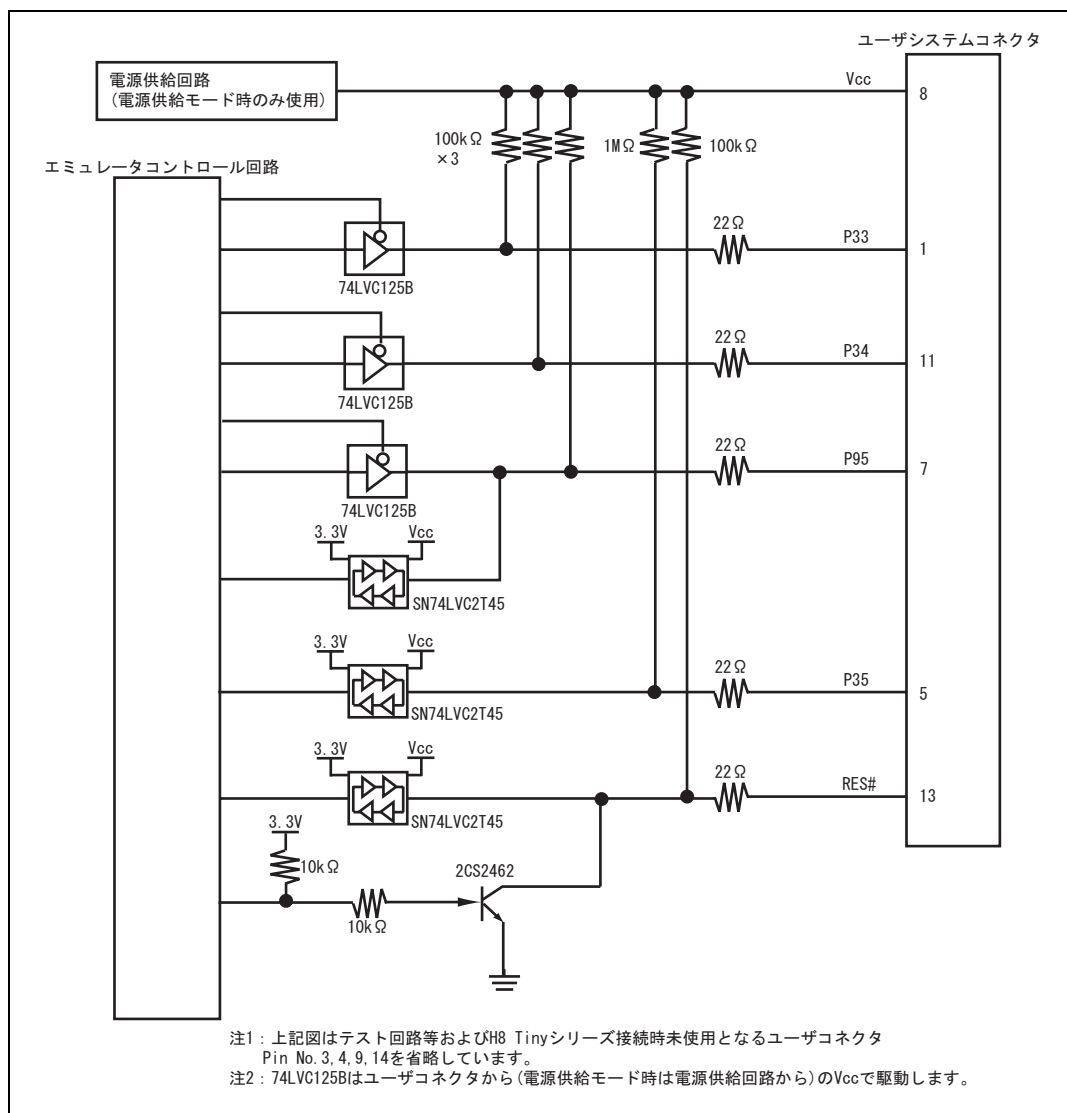 ユーザシステムコネクタ
電源供給回路
(電源供給モード時のみ使用)
Vcc
8
100kΩ
×3
1MΩ
100kΩ
エミュレータコントロール回路
22Ω
P33
1
74LVC125B
22Ω
P34
11
74LVC125B
22Ω
P95
7
74LVC125B
3.3V
Vcc
SN74LVC2T45
3.3V
Vcc
22Ω
P35
5
SN74LVC2T45
3.3V
Vcc
22Ω
RES#
13
SN74LVC2T45
3.3V
10kΩ
2CS2462
10kΩ
注1：上記図はテスト回路等およびH8 Tinyシリーズ接続時未使用となるユーザコネクタ
Pin No.3,4,9,14を省略しています。
注2：74LVC125Bはユーザコネクタから(電源供給モード時は電源供給回路から)のVccで駆動します。